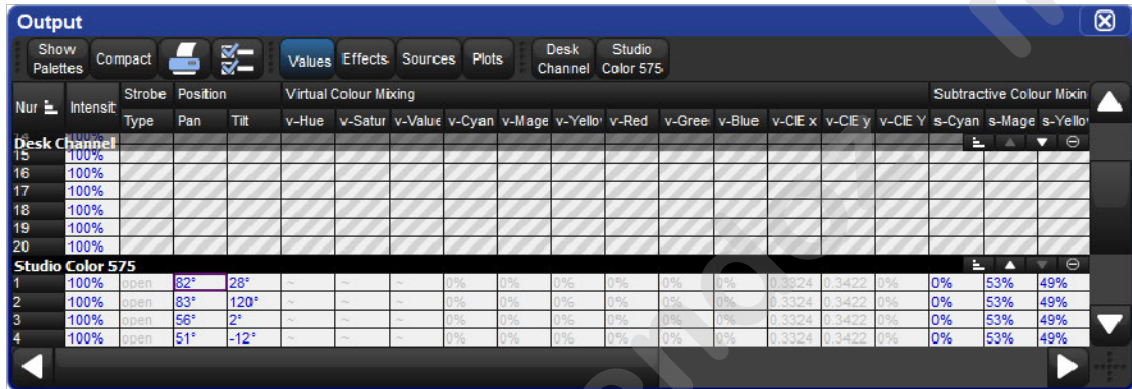 Output
Show Palettes Compact Values Effects Sources Plots Desk Channel Studio Color 575
Nur Intensit Strobe Position Virtual Colour Mixing Subtractive Colour Mixin
Type Pan Tilt v-Hue v-Satur v-Value v-Cyan v-Mage v-Yellov v-Red v-Gree v-Blue v-CIE x v-CIE y v-CIE Y s-Cyan s-Mage s-Yellov
14 100%
Desk Channel
15 100%
16 100%
17 100%
18 100%
19 100%
20 100%
Studio Color 575
1 100% open 82° 28° ~ ~ ~ 0% 0% 0% 0% 0% 0% 0.3324 0.3422 0% 0% 53% 49%
2 100% open 83° 120° ~ ~ ~ 0% 0% 0% 0% 0% 0% 0.3324 0.3422 0% 0% 53% 49%
3 100% open 56° 2° ~ ~ ~ 0% 0% 0% 0% 0% 0% 0.3324 0.3422 0% 0% 53% 49%
4 100% open 51° -12° ~ ~ ~ 0% 0% 0% 0% 0% 0% 0.3324 0.3422 0% 0% 53% 49%